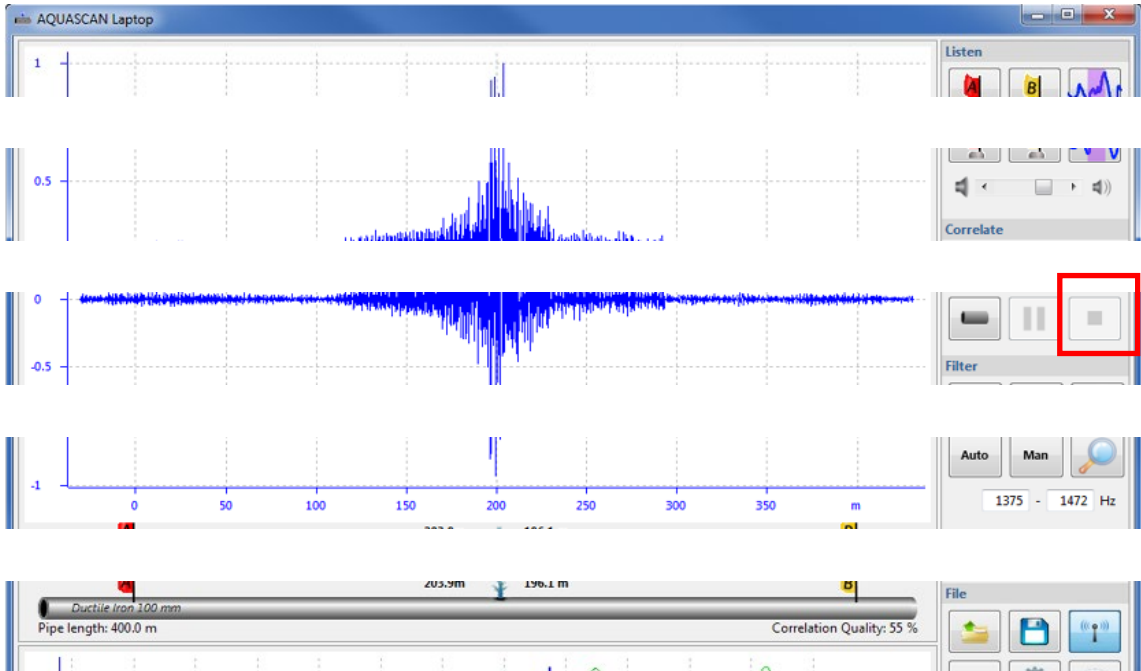 AQUASCAN Laptop
Listen
1
A B
0.5
Correlate
0
-0.5
Filter
Auto Man
-1
0 50 100 150 200 250 300 350 m
1375 - 1472 Hz
A 203.9m 196.1 m B
File
Ductile Iron 100 mm
Pipe length: 400.0 m Correlation Quality: 55 %